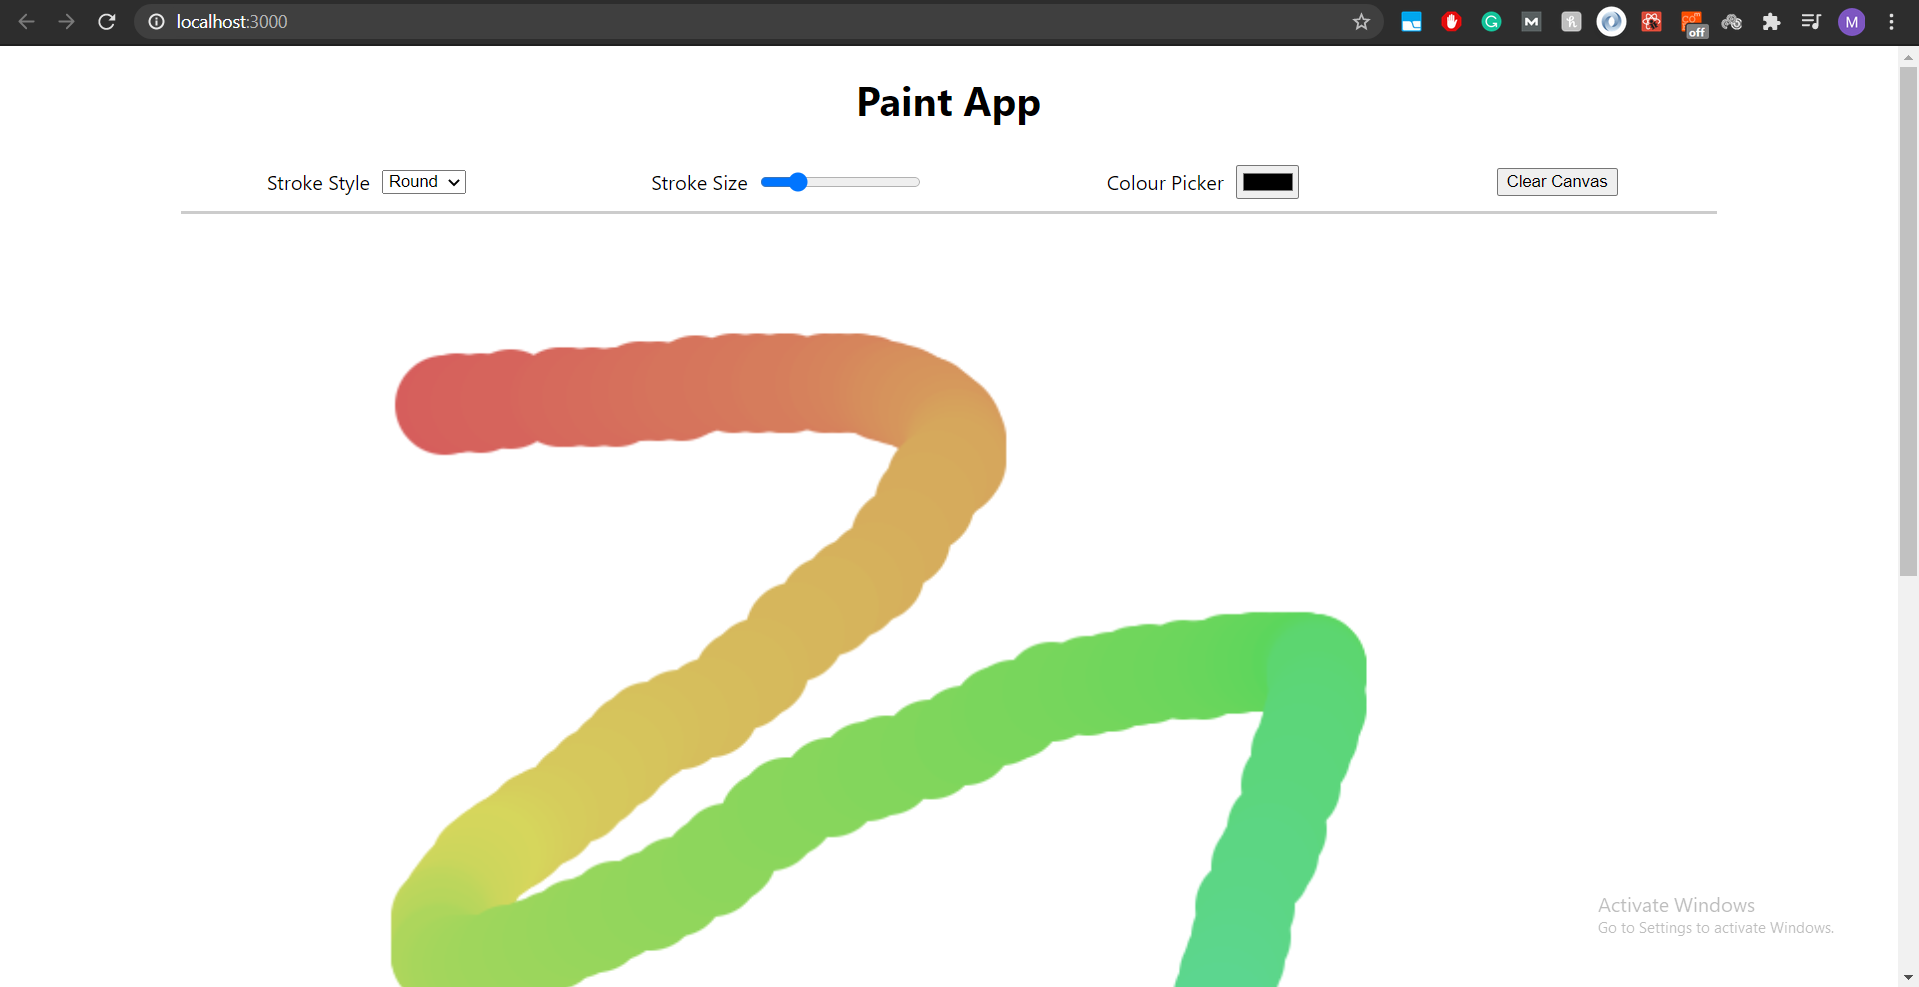 localhost:3000
off
M
Paint App
Stroke Style Round Stroke Size Colour Picker Clear Canvas
Activate Windows
Go to Settings to activate Windows.